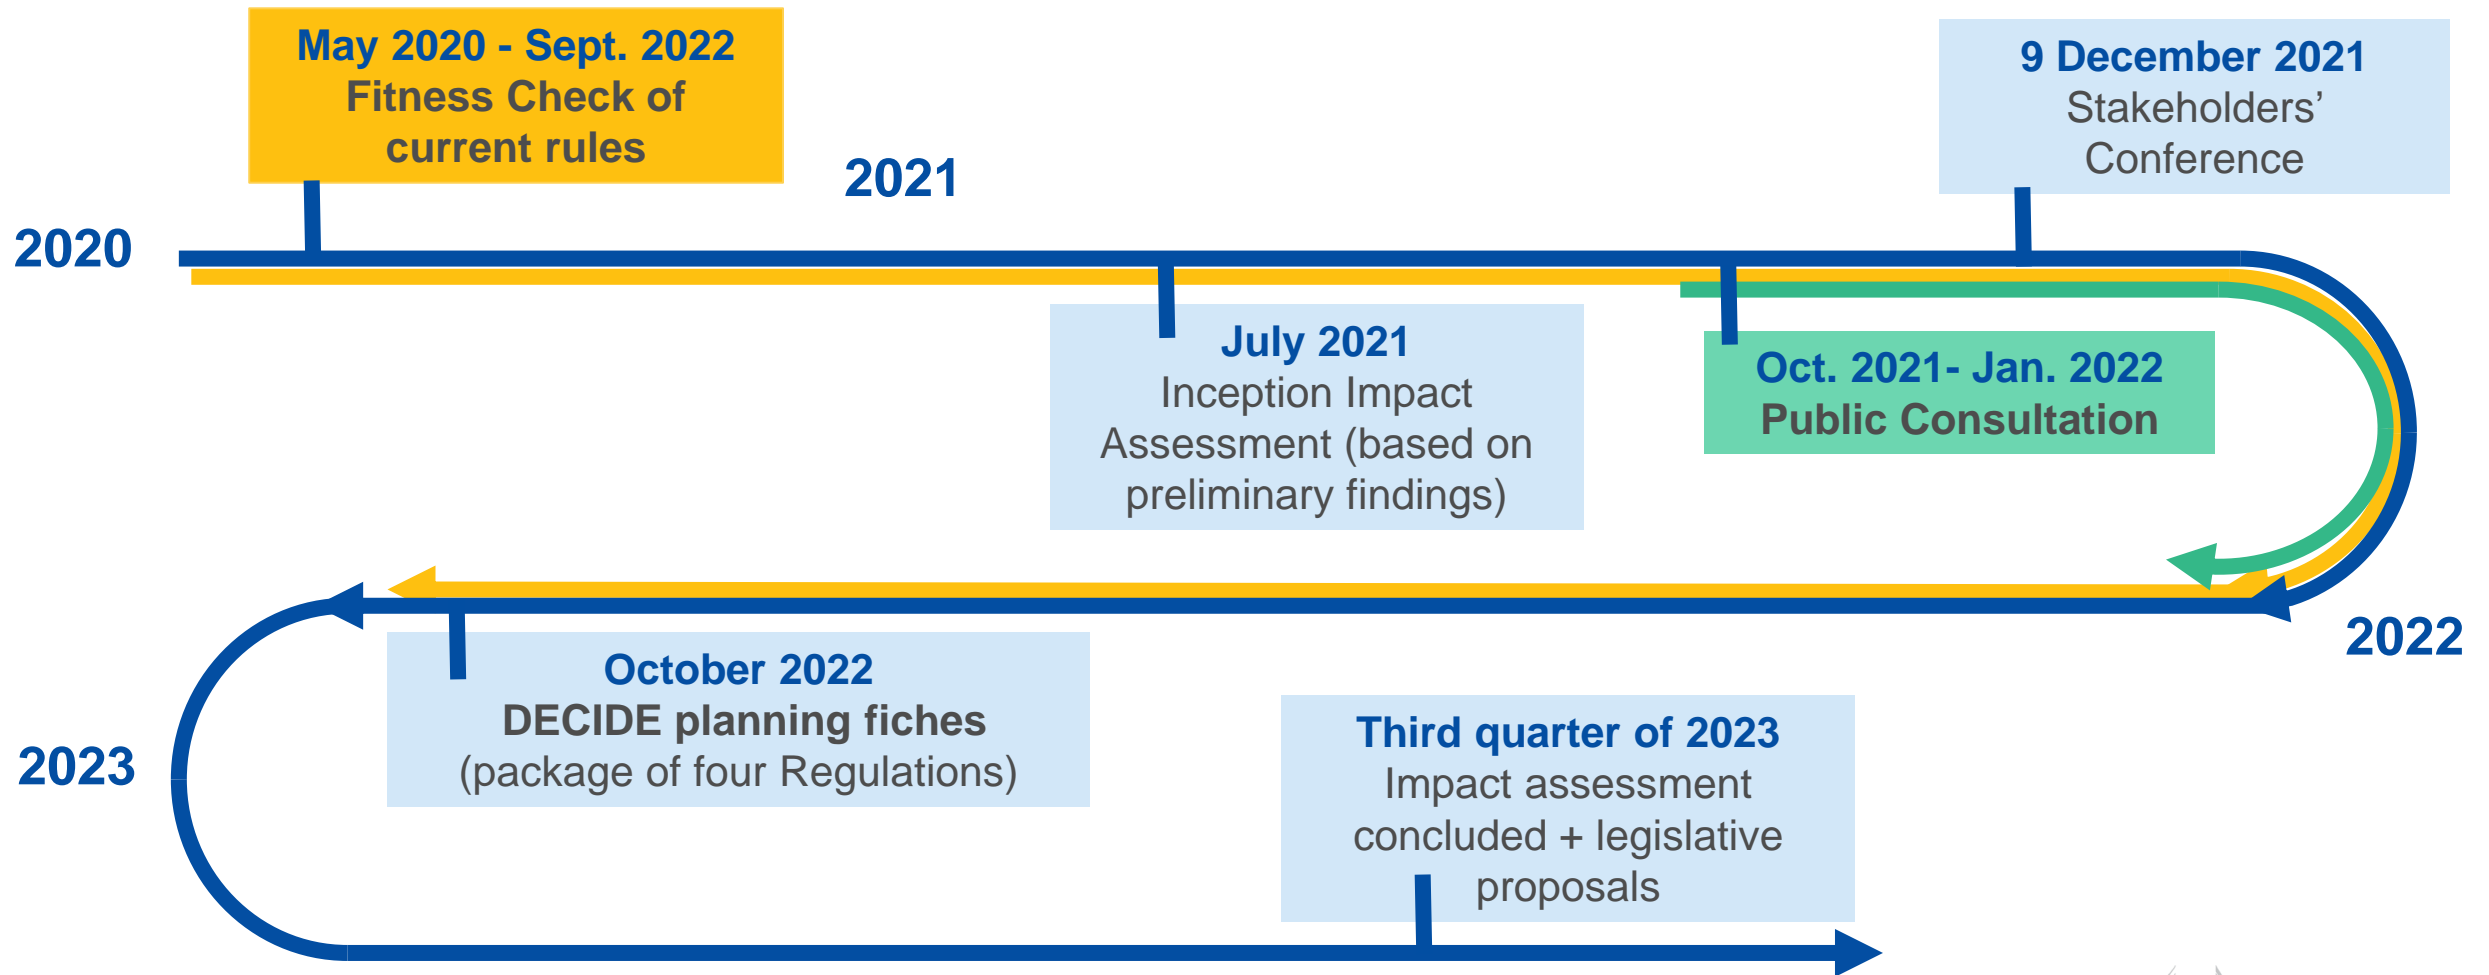 May 2020 - Sept. 2022
Fitness Check of
current rules
9 December 2021
Stakeholders’
Conference
2021
2020
July 2021
Inception Impact
Assessment (based on
preliminary findings)
Oct. 2021- Jan. 2022
Public Consultation
2022
October 2022
DECIDE planning fiches
(package of four Regulations)
Third quarter of 2023
Impact assessment
concluded + legislative
proposals
2023